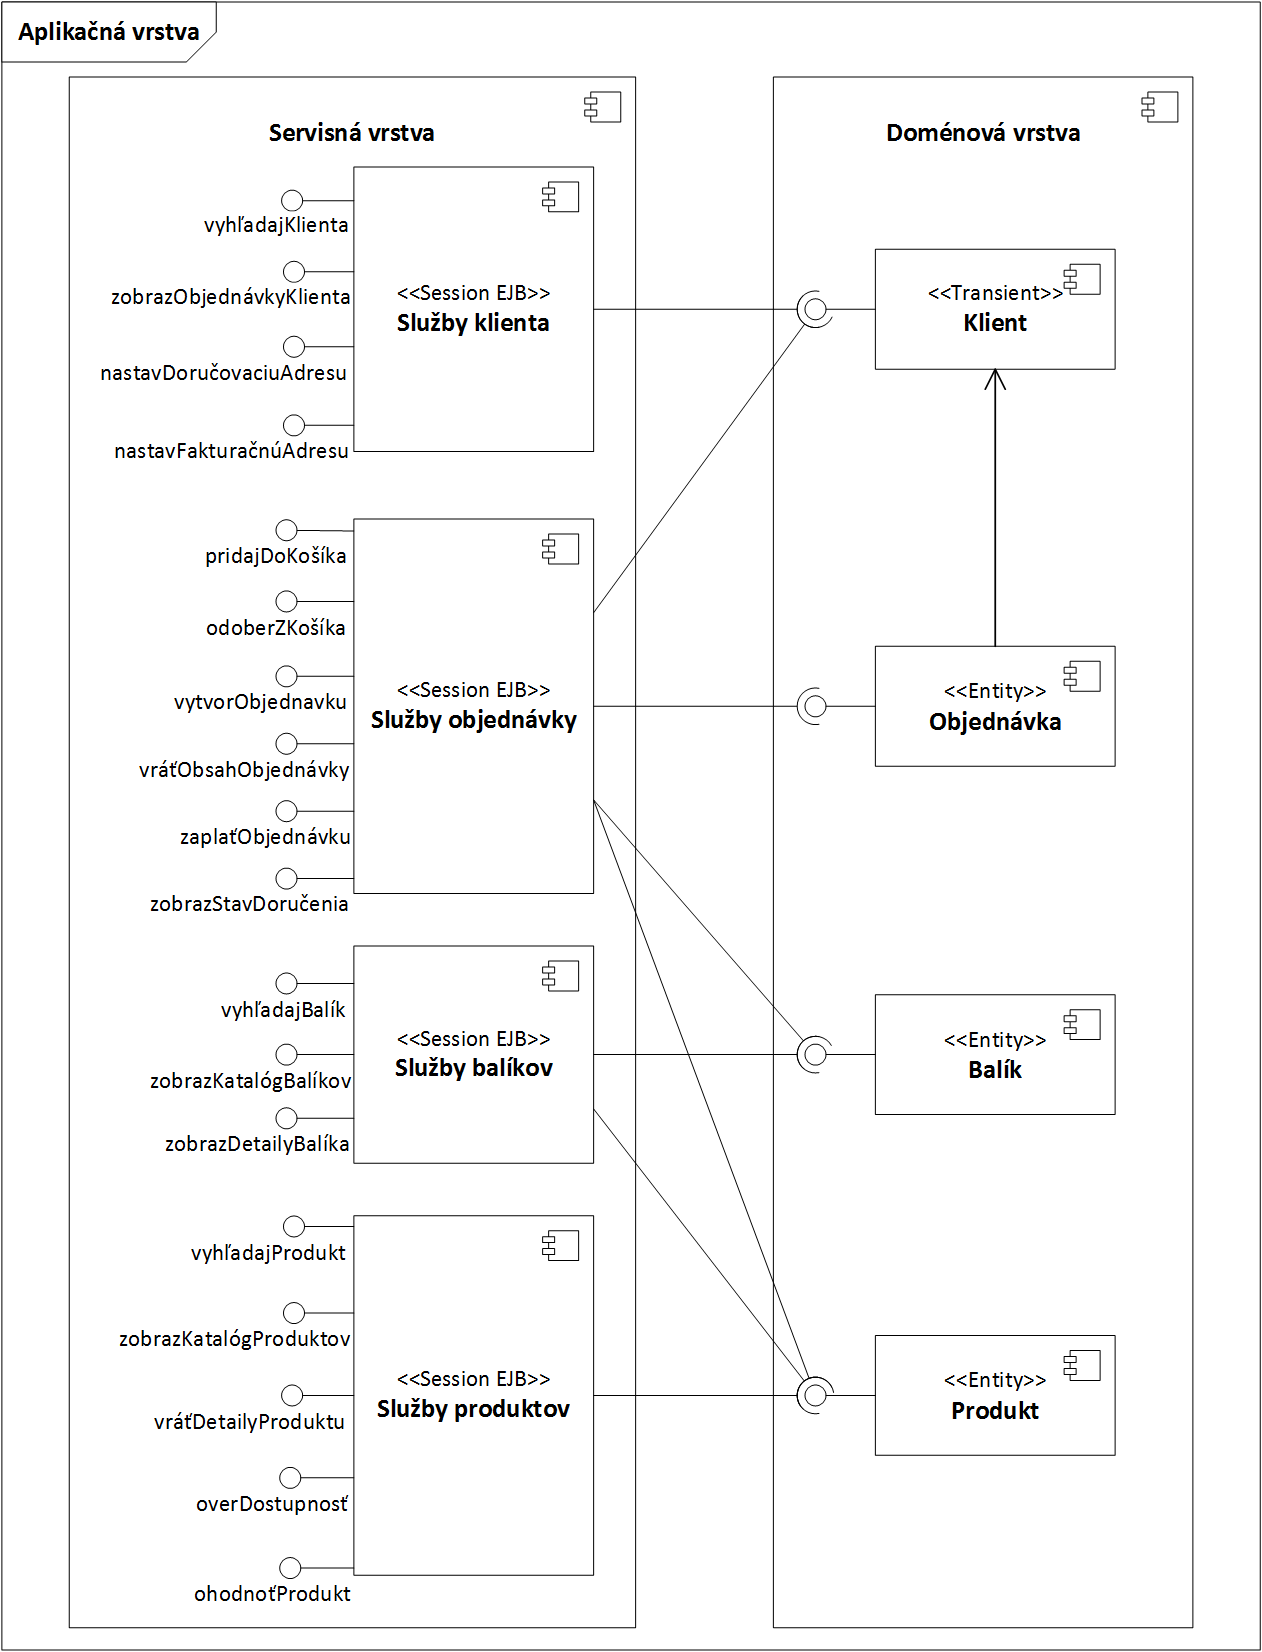 Aplikačná vrstva
Servisná vrstva
vyhľadajKlienta
zobrazObjednávkyKlienta
nastavDoručovaciuAdresu
nastavFakturačnúAdresu
<<Session EJB>>
Služby klienta
pridajDoKošíka
odoberZKošíka
vytvorObjednavku
vráťObsahObjednávky
zaplaťObjednávku
zobrazStavDoručenia
<<Session EJB>>
Služby objednávky
vyhľadajBalík
zobrazKatalógBalíkov
zobrazDetailyBalíka
<<Session EJB>>
Služby balíkov
vyhľadajProdukt
zobrazKatalógProduktov
vráťDetailyProduktu
overDostupnosť
ohodnoťProdukt
<<Session EJB>>
Služby produktov
Doménová vrstva
<<Transient>>
Klient
<<Entity>>
Objednávka
<<Entity>>
Balík
<<Entity>>
Produkt